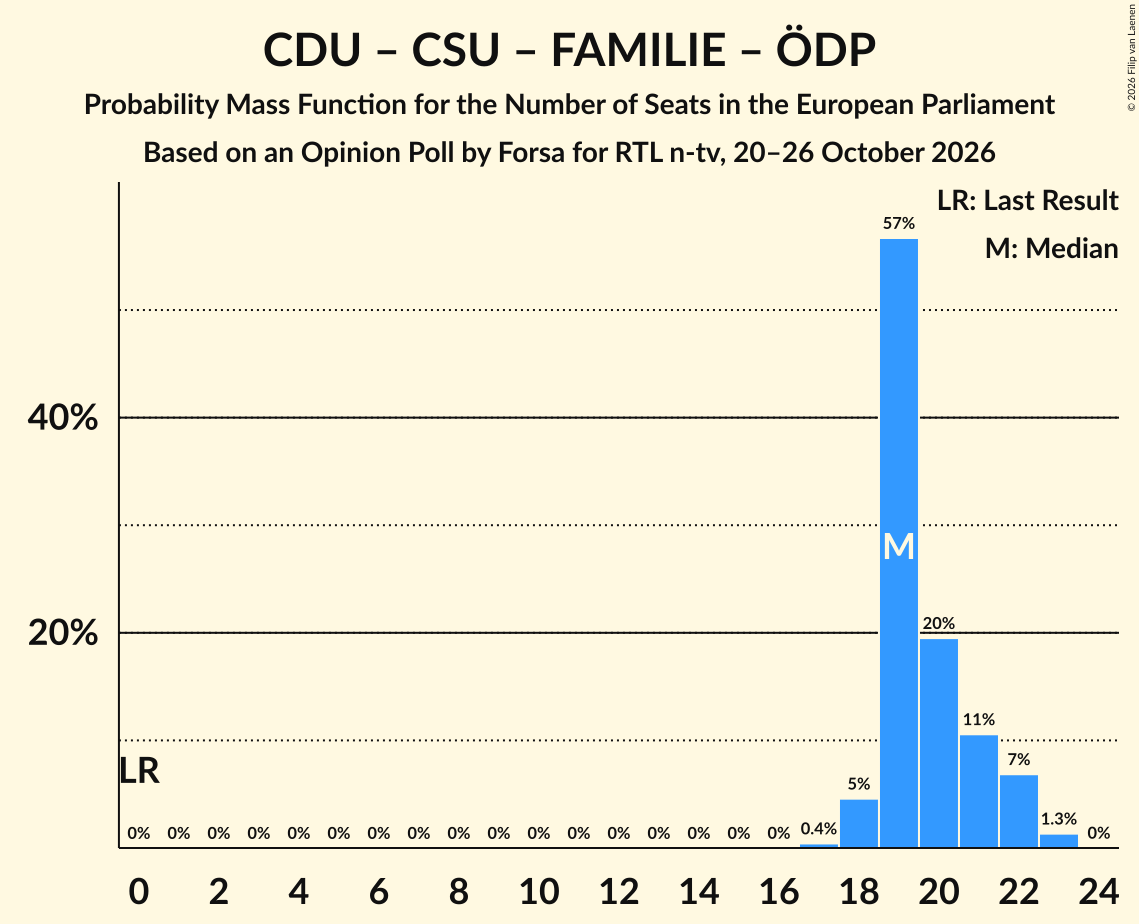 CDU – CSU – FAMILIE – ÖDP
Probability Mass Function for the Number of Seats in the European Parliament
Based on an Opinion Poll by Forsa for RTL n-tv, 20–26 October 2026
© 2026 Filip van Laenen
LR: Last Result
M: Median
57%
40%
M
20%
20%
11%
LR
7%
5%
1.3%
0% 0% 0% 0% 0% 0% 0% 0% 0% 0% 0% 0% 0% 0% 0% 0% 0% 0.4% 0%
0 2 4 6 8 10 12 14 16 18 20 22 24